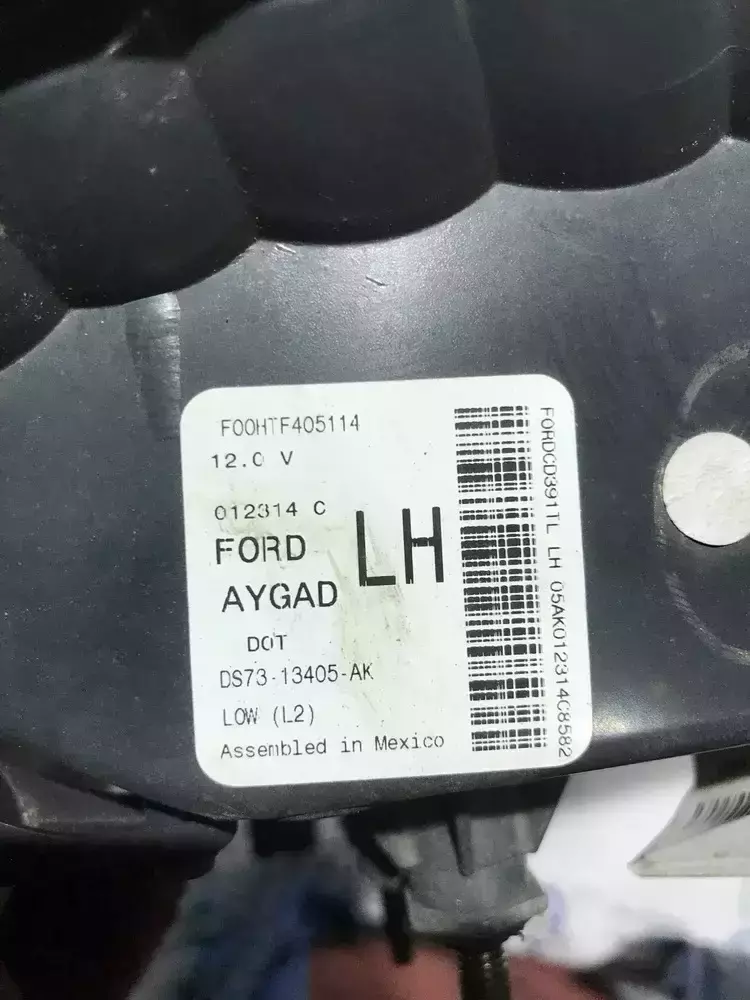 F00HTF405114
12.0 V
012314 C
FORD
LH
AYGAD
DOT
DS73-13405-AK
LOW (L2)
Assembled in Mexico
FORDCD391TL LH 05AK012314C8582